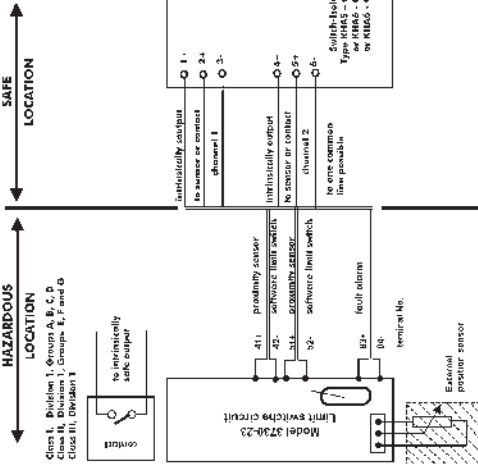 SAFE
LOCATION
HAZARDOUS
LOCATION
Class I, Division 1, Groups A, B, C, D
Class II, Division 1, Groups E, F and G
Class III, Division 1
Switch-Isol
Type KHA5 -
or KHA6 -
or KHA6 -
1+
2+
3-
4+
5+
6-
intrinsically output
to sensor or contact
channel 1
intrinsically output
to sensor or contact
channel 2
to one common
line possible
proximity sensor
software limit switch
proximity sensor
software limit switch
fault alarm
41+
42-
51+
52-
83+
84-
terminal No.
to intrinsically
safe output
contact
Model 3730-23
Limit switche circuit
External
position sensor